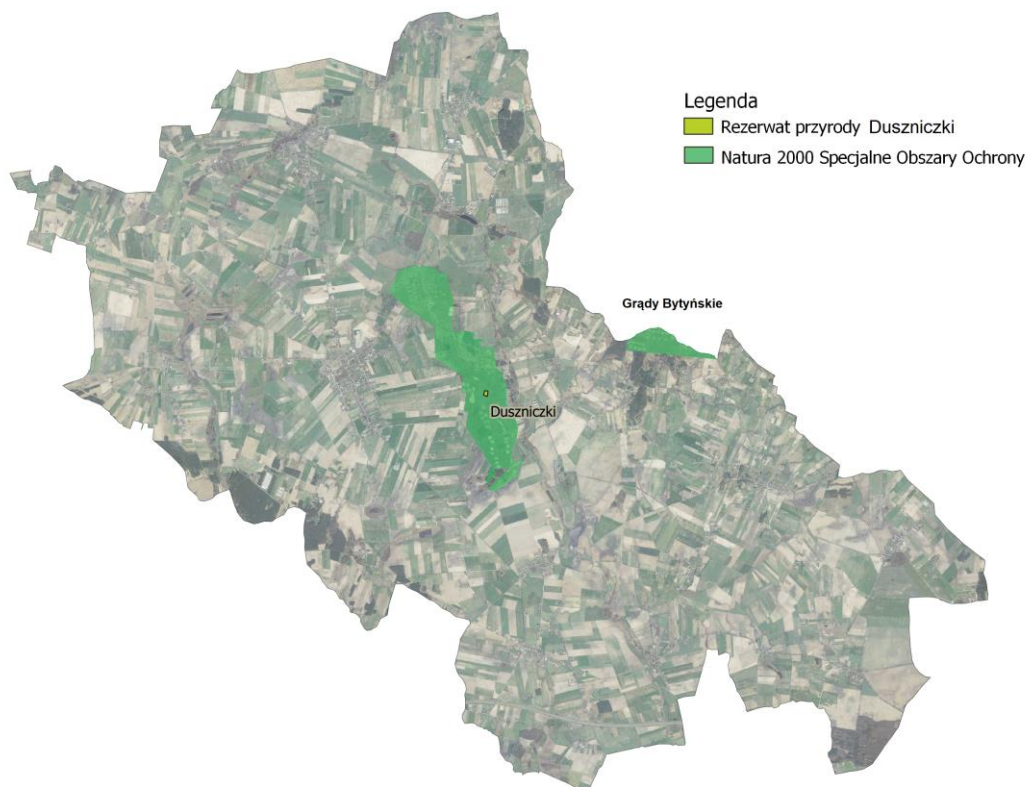 Legenda
Rezerwat przyrody Duszniczki
Natura 2000 Specjalne Obszary Ochrony
Grądy Bytyńskie
Duszniczki